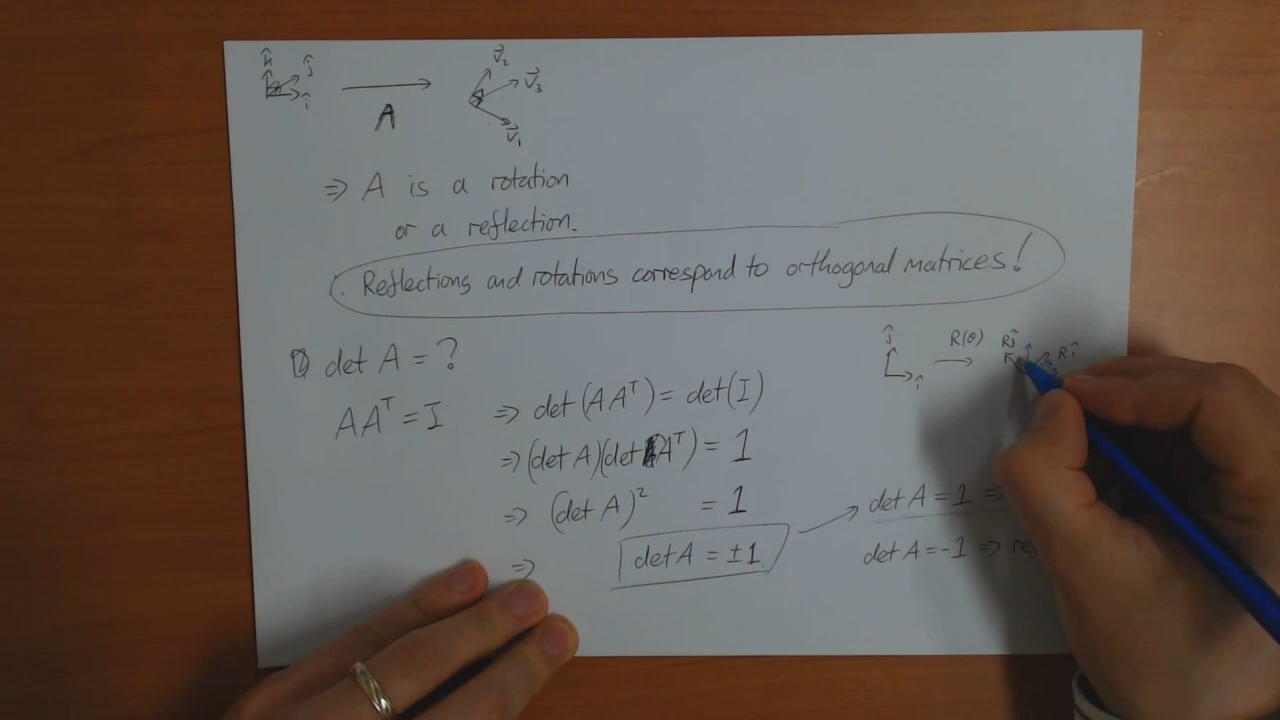 k̂ ĵ î
A
v⃗₂ v⃗₃ v⃗₁
⇒ A is a rotation
or a reflection.
Reflections and rotations correspond to orthogonal matrices!
ĵ î R(θ) Rĵ Rî
det A = ?
AAᵀ = I ⇒ det(AAᵀ) = det(I)
⇒ (det A)(det Aᵀ) = 1
⇒ (det A)² = 1
⇒ det A = ±1
det A = 1 ⇒
det A = -1 ⇒